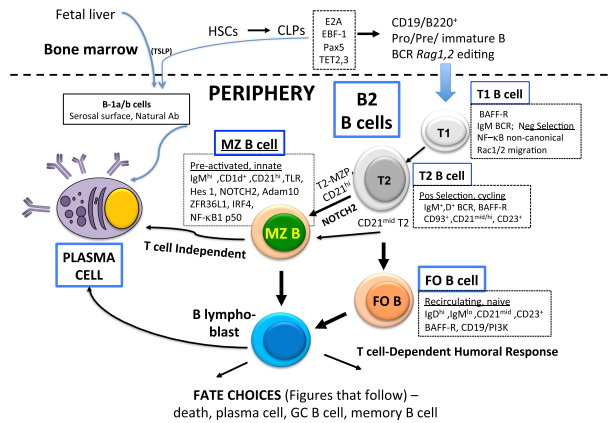 Fetal liver
Bone marrow
(TSLP)
HSCs
CLPs
E2A
EBF-1
Pax5
TET2,3
CD19/B220⁺
Pro/Pre/ immature B
BCR Rag1,2 editing
PERIPHERY
B-1a/b cells
Serosal surface, Natural Ab
B2
B cells
T1 B cell
T1
BAFF-R
IgM BCR; Neg Selection
NF-κB non-canonical
Rac1/2 migration
MZ B cell
Pre-activated, innate
IgMʰⁱ ,CD1d⁺ ,CD21ʰⁱ,TLR,
Hes 1, NOTCH2, Adam10
ZFR36L1, IRF4,
NF-κB1 p50
T2-MZP,
CD21ʰⁱ
NOTCH2
T2
CD21ᵐⁱᵈ T2
T2 B cell
Pos Selection, cycling
IgM⁺,D⁺ BCR, BAFF-R
CD93⁺,CD21ᵐⁱᵈ/ʰⁱ, CD23⁺
MZ B
T cell Independent
PLASMA
CELL
FO B cell
FO B
Recirculating, naive
IgDʰⁱ ,IgMˡᵒ ,CD21ᵐⁱᵈ ,CD23⁺
BAFF-R, CD19/PI3K
B lympho-
blast
T cell-Dependent Humoral Response
FATE CHOICES (Figures that follow) –
death, plasma cell, GC B cell, memory B cell